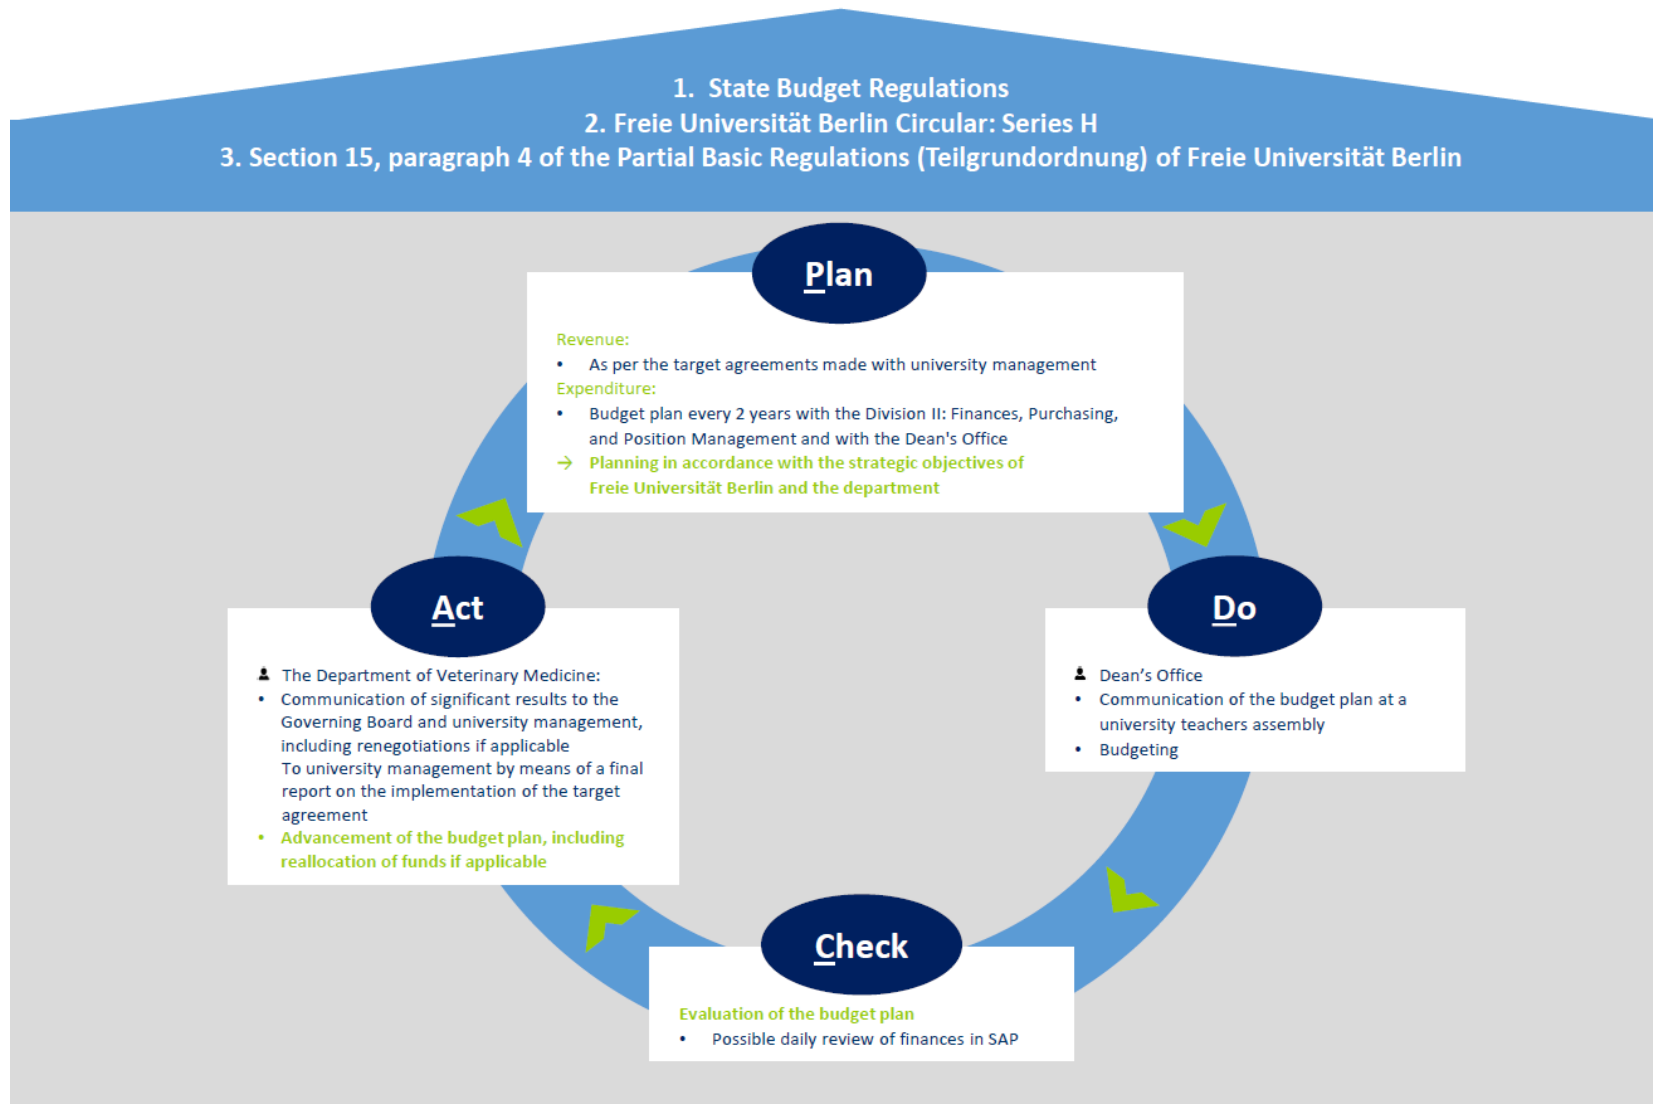 1. State Budget Regulations
2. Freie Universität Berlin Circular: Series H
3. Section 15, paragraph 4 of the Partial Basic Regulations (Teilgrundordnung) of Freie Universität Berlin
Plan
Revenue:
• As per the target agreements made with university management
Expenditure:
• Budget plan every 2 years with the Division II: Finances, Purchasing,
and Position Management and with the Dean's Office
→ Planning in accordance with the strategic objectives of
Freie Universität Berlin and the department
Act
The Department of Veterinary Medicine:
• Communication of significant results to the
Governing Board and university management,
including renegotiations if applicable
To university management by means of a final
report on the implementation of the target
agreement
• Advancement of the budget plan, including
reallocation of funds if applicable
Do
Dean’s Office
• Communication of the budget plan at a
university teachers assembly
• Budgeting
Check
Evaluation of the budget plan
• Possible daily review of finances in SAP